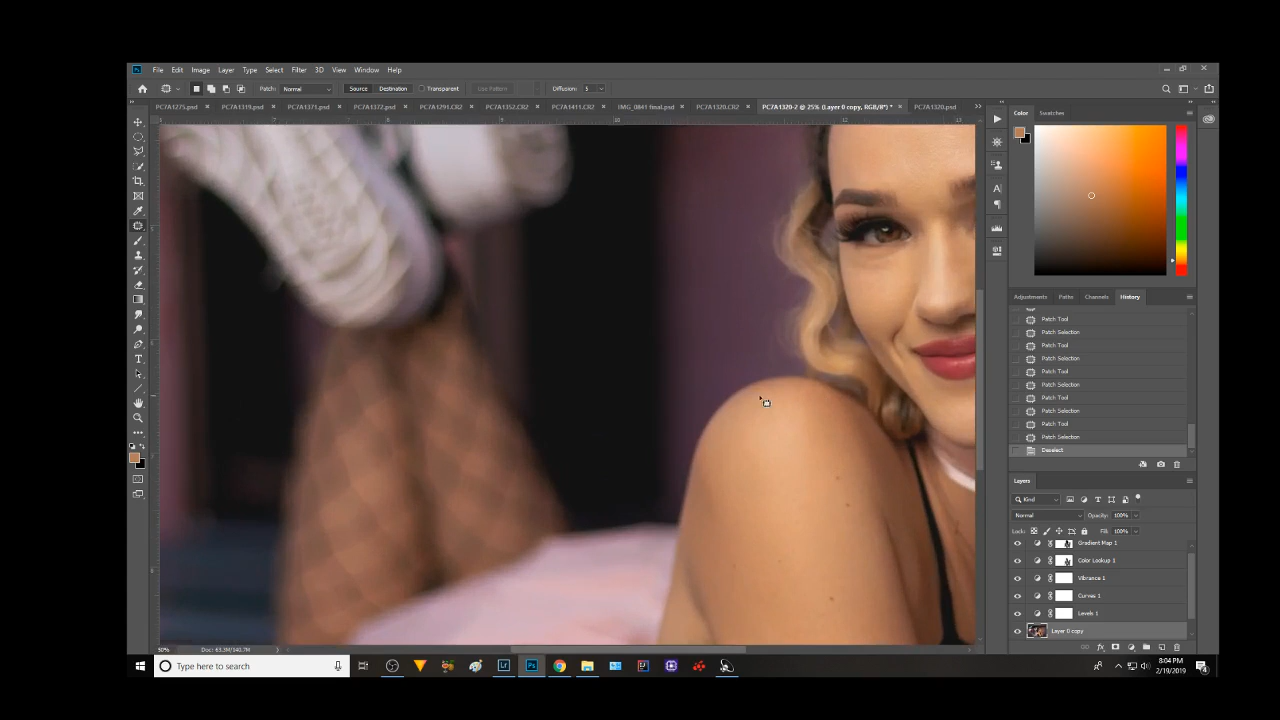 Ps File Edit Image Layer Type Select Filter 3D View Window Help
Patch: Normal Source Destination Transparent Use Pattern Diffusion: 5
PC7A1275.psd × PC7A1319.psd × PC7A1371.psd × PC7A1372.psd × PC7A1291.CR2 × PC7A1352.CR2 × PC7A1411.CR2 × IMG_0841 final.psd × PC7A1320.CR2 × PC7A1320-2 @ 25% (Layer 0 copy, RGB/8*) * × PC7A1320.psd
Color Swatches
Adjustments Paths Channels History
Patch Tool
Patch Selection
Patch Tool
Patch Selection
Patch Tool
Patch Selection
Patch Tool
Patch Selection
Patch Tool
Patch Selection
Deselect
Layers
Kind
Normal Opacity: 100%
Lock: Fill: 100%
Gradient Map 1
Color Lookup 1
Vibrance 1
Curves 1
Levels 1
Layer 0 copy
50% Doc: 63.3M/140.7M
Type here to search
Lr Ps
8:04 PM
2/19/2019